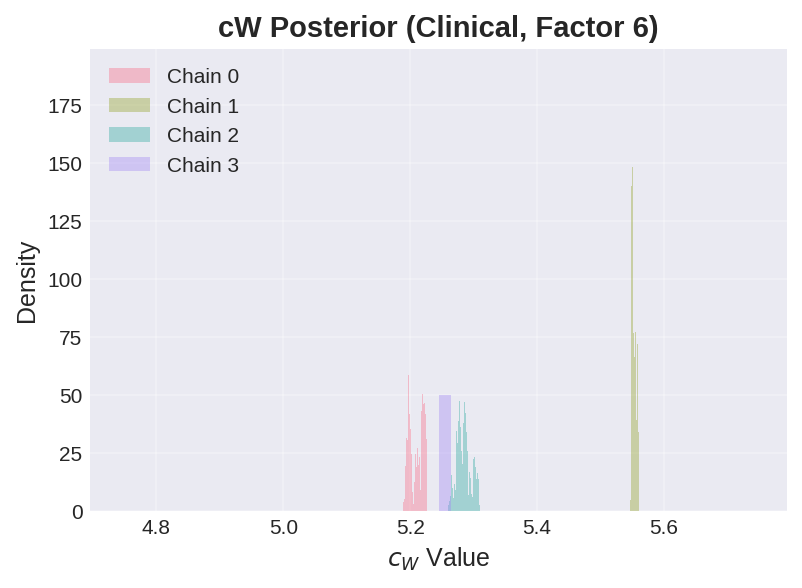 cW Posterior (Clinical, Factor 6)
Chain 0
Chain 1
Chain 2
Chain 3
175
150
125
100
75
50
25
0
Density
4.8 5.0 5.2 5.4 5.6
cW Value